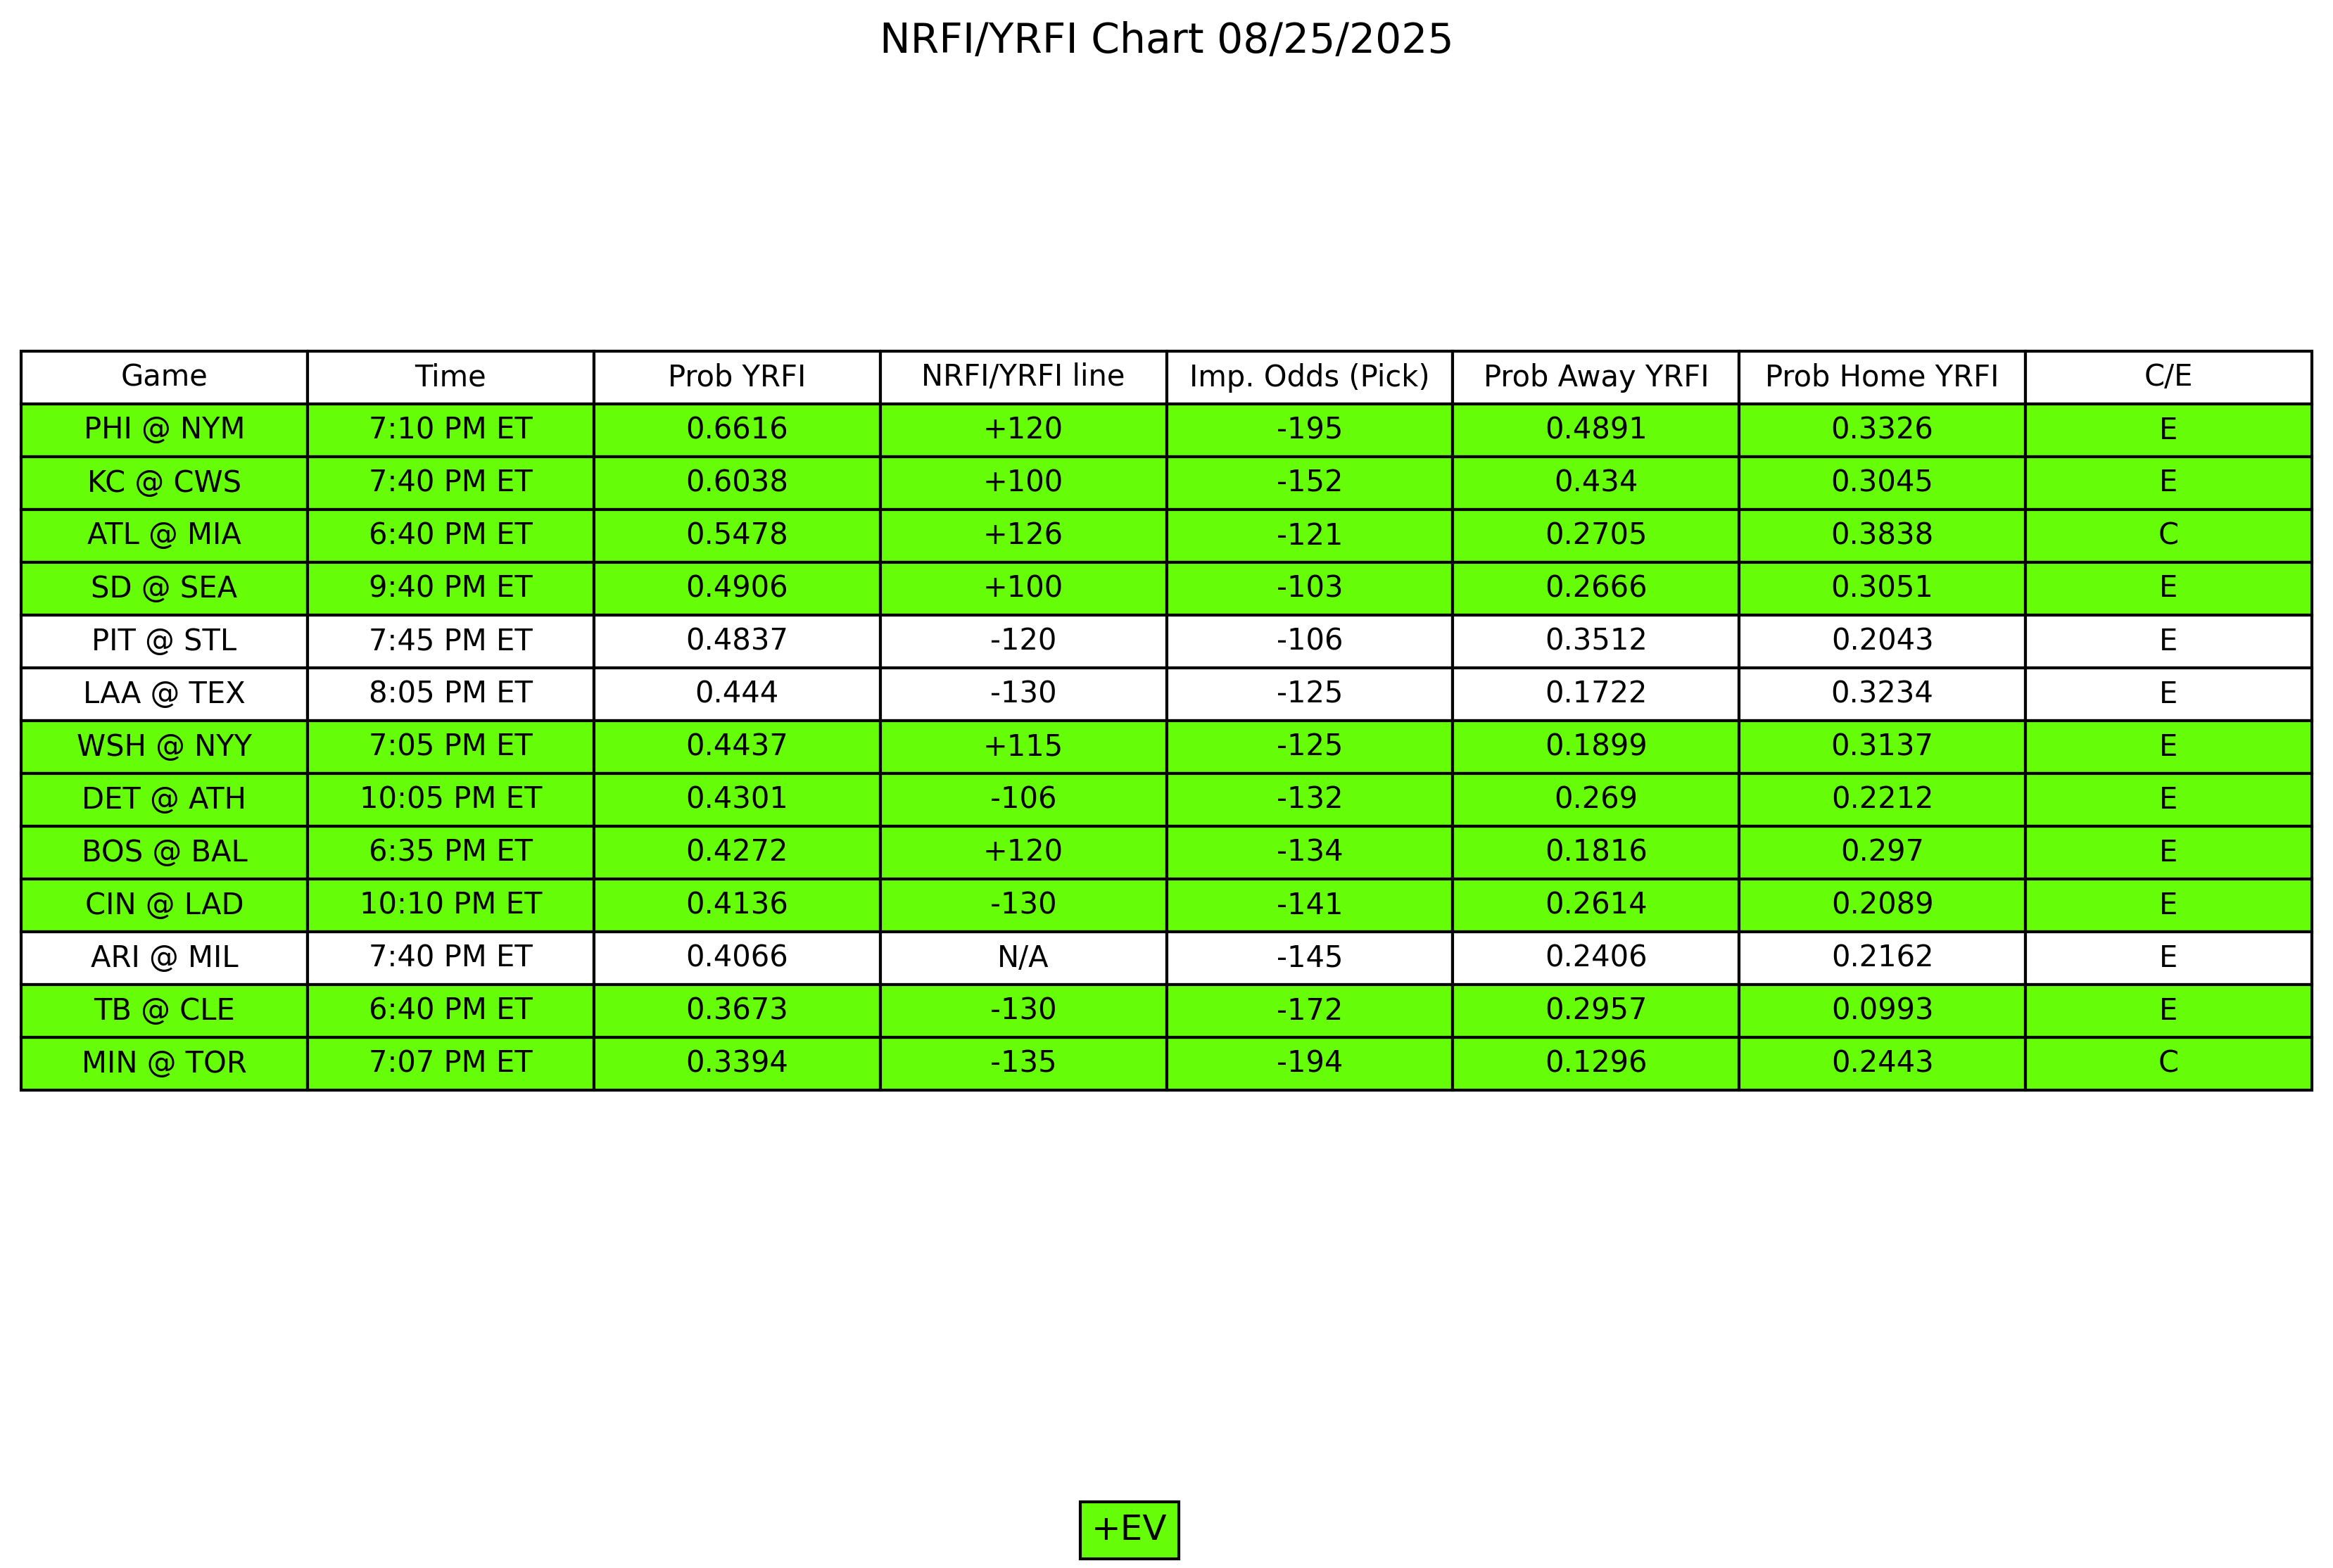 NRFI/YRFI Chart 08/25/2025
Game Time Prob YRFI NRFI/YRFI line Imp. Odds (Pick) Prob Away YRFI Prob Home YRFI C/E
PHI @ NYM 7:10 PM ET 0.6616 +120 -195 0.4891 0.3326 E
KC @ CWS 7:40 PM ET 0.6038 +100 -152 0.434 0.3045 E
ATL @ MIA 6:40 PM ET 0.5478 +126 -121 0.2705 0.3838 C
SD @ SEA 9:40 PM ET 0.4906 +100 -103 0.2666 0.3051 E
PIT @ STL 7:45 PM ET 0.4837 -120 -106 0.3512 0.2043 E
LAA @ TEX 8:05 PM ET 0.444 -130 -125 0.1722 0.3234 E
WSH @ NYY 7:05 PM ET 0.4437 +115 -125 0.1899 0.3137 E
DET @ ATH 10:05 PM ET 0.4301 -106 -132 0.269 0.2212 E
BOS @ BAL 6:35 PM ET 0.4272 +120 -134 0.1816 0.297 E
CIN @ LAD 10:10 PM ET 0.4136 -130 -141 0.2614 0.2089 E
ARI @ MIL 7:40 PM ET 0.4066 N/A -145 0.2406 0.2162 E
TB @ CLE 6:40 PM ET 0.3673 -130 -172 0.2957 0.0993 E
MIN @ TOR 7:07 PM ET 0.3394 -135 -194 0.1296 0.2443 C
+EV